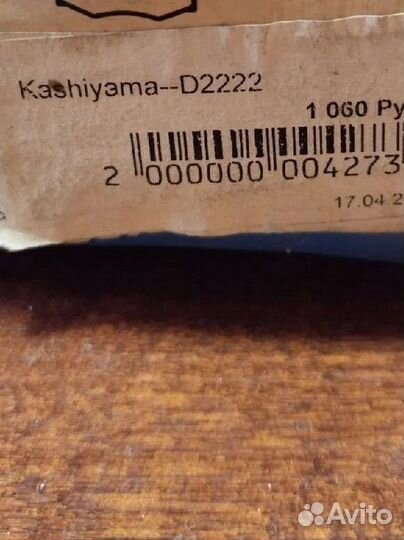 Kashiyama--D2222
1 060 Ру
2 000000 004273
17.04.2
Avito